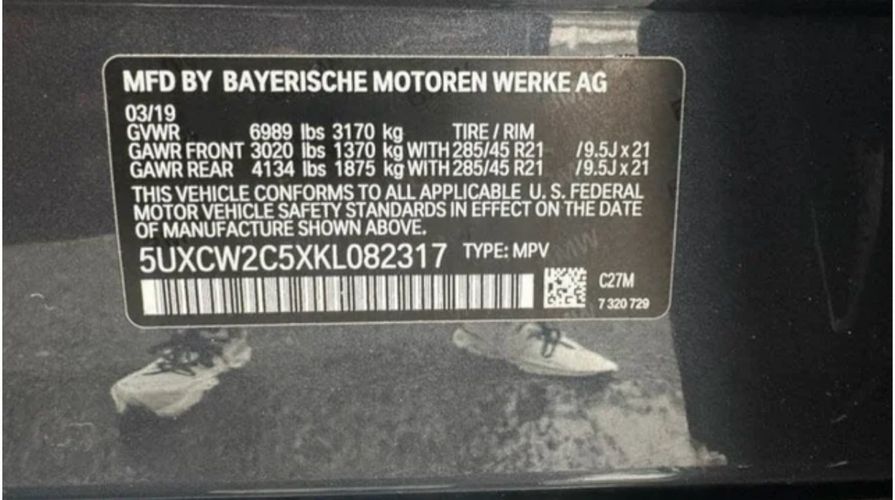 MFD BY BAYERISCHE MOTOREN WERKE AG
03/19
GVWR 6989 lbs 3170 kg TIRE / RIM
GAWR FRONT 3020 lbs 1370 kg WITH 285/45 R21 /9.5J x 21
GAWR REAR 4134 lbs 1875 kg WITH 285/45 R21 /9.5J x 21
THIS VEHICLE CONFORMS TO ALL APPLICABLE U. S. FEDERAL
MOTOR VEHICLE SAFETY STANDARDS IN EFFECT ON THE DATE
OF MANUFACTURE SHOWN ABOVE.
5UXCW2C5XKL082317 TYPE: MPV
C27M
7 320 729